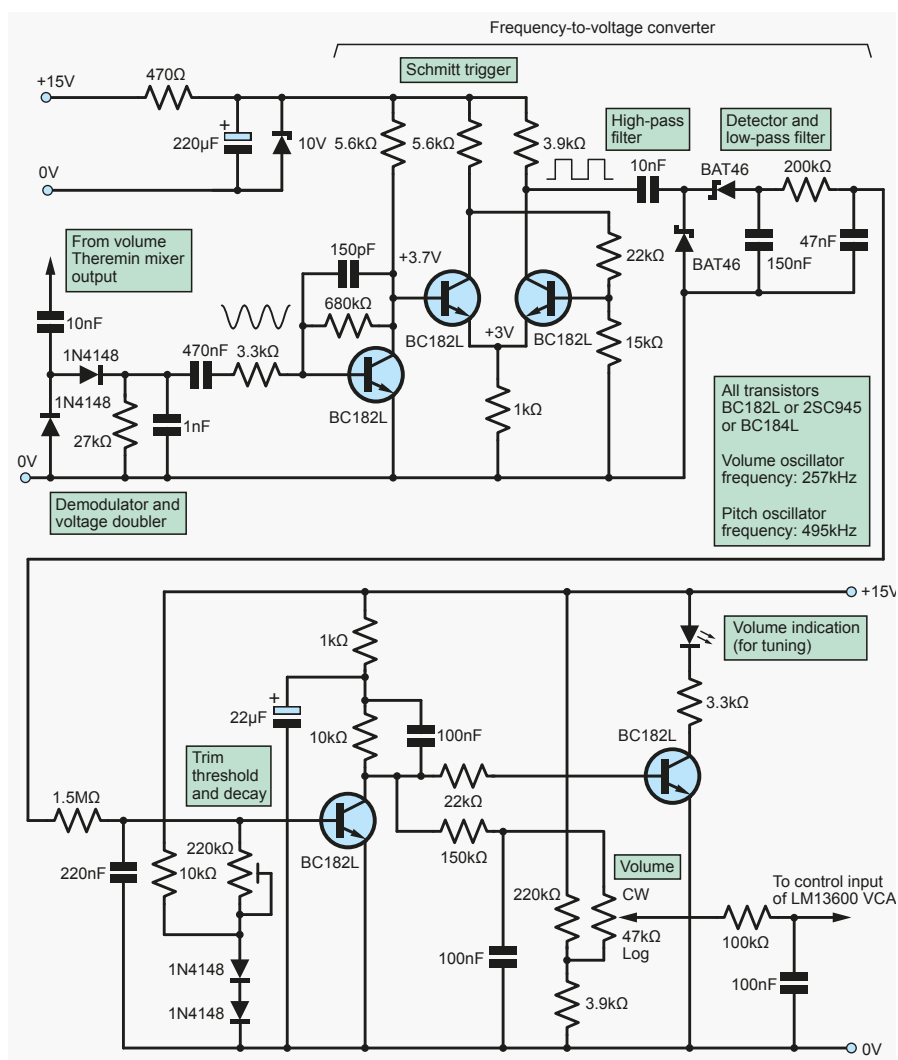 Frequency-to-voltage converter
Schmitt trigger
+15V
470Ω
220µF
+
10V
5.6kΩ
5.6kΩ
3.9kΩ
High-pass
filter
10nF
Detector and
low-pass filter
BAT46
200kΩ
0V
BAT46
150nF
47nF
From volume
Theremin mixer
output
150pF
+3.7V
22kΩ
10nF
680kΩ
BC182L
+3V
BC182L
15kΩ
1N4148
470nF
3.3kΩ
1N4148
27kΩ
1nF
BC182L
1kΩ
0V
Demodulator and
voltage doubler
All transistors
BC182L or 2SC945
or BC184L
Volume oscillator
frequency: 257kHz
Pitch oscillator
frequency: 495kHz
+15V
1kΩ
Volume indication
(for tuning)
+
22µF
10kΩ
100nF
3.3kΩ
BC182L
Trim
threshold
and decay
1.5MΩ
22kΩ
BC182L
220nF
10kΩ
220kΩ
150kΩ
Volume
220kΩ
CW
47kΩ
Log
To control input
of LM13600 VCA
100kΩ
1N4148
100nF
100nF
1N4148
3.9kΩ
0V